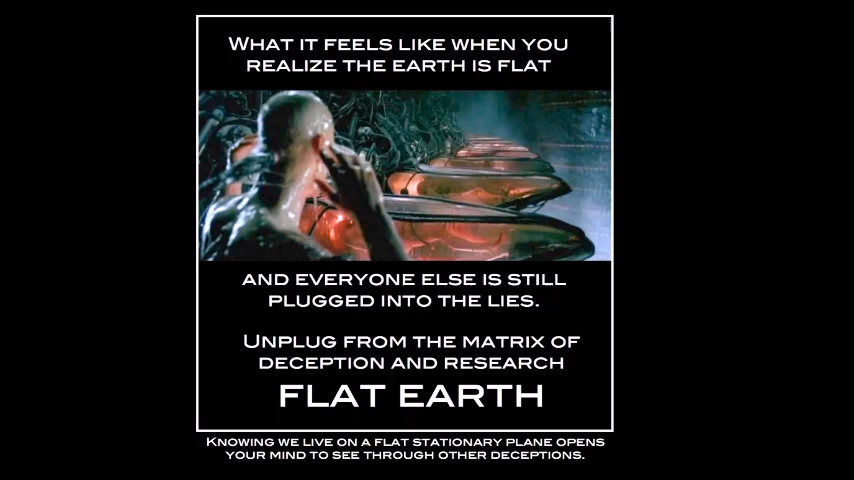 What it feels like when you
realize the earth is flat
and everyone else is still
plugged into the lies.
Unplug from the matrix of
deception and research
FLAT EARTH
Knowing we live on a flat stationary plane opens
your mind to see through other deceptions.